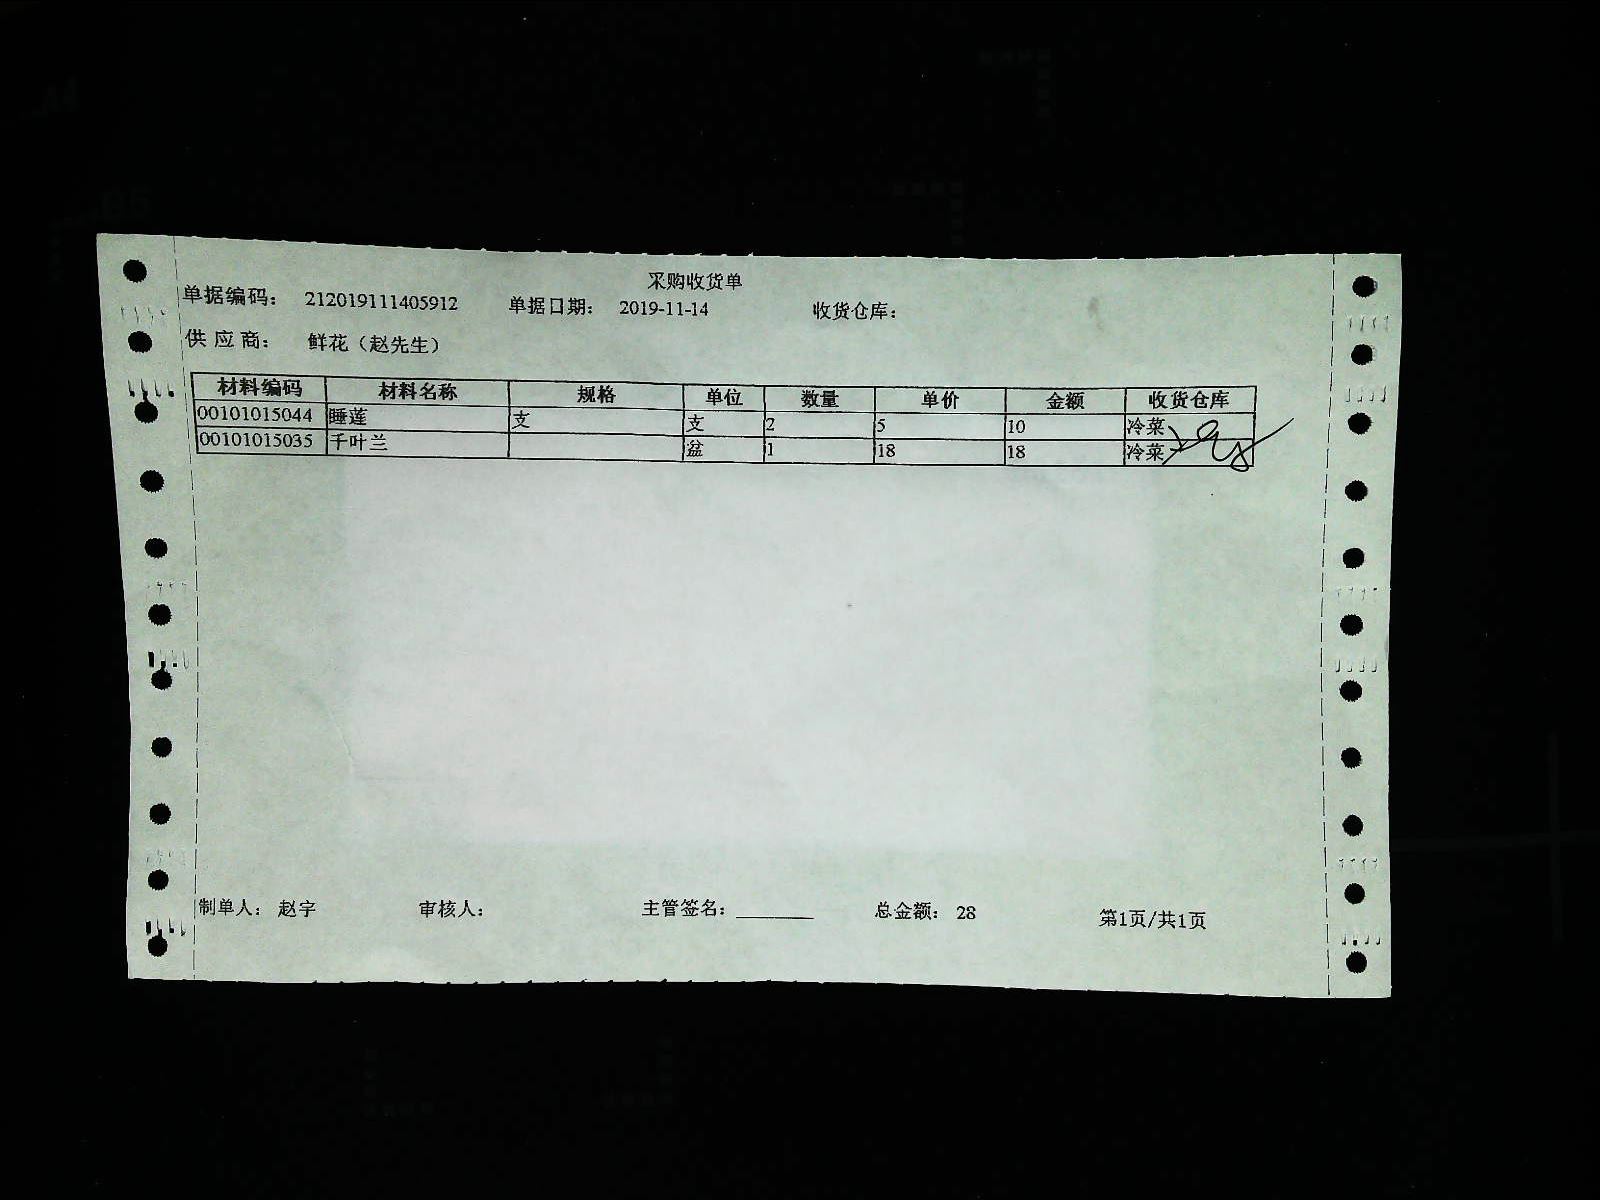 采购收货单
单据编码： 212019111405912 单据日期： 2019-11-14 收货仓库：
供应商： 鲜花（赵先生）
材料编码 材料名称 规格 单位 数量 单价 金额 收货仓库
00101015044 睡莲 支 支 2 5 10 冷菜
00101015035 千叶兰 盆 1 18 18 冷菜
制单人： 赵宇 审核人： 主管签名：________ 总金额： 28 第1页/共1页